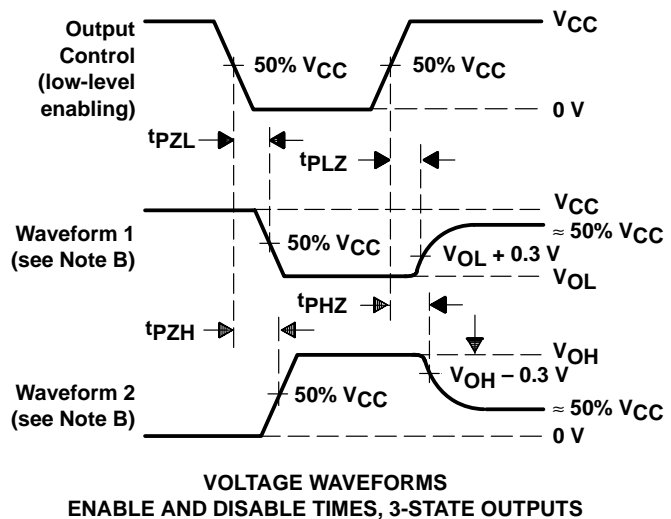 Output
Control
(low-level
enabling)
50% VCC
50% VCC
VCC
0 V
tPZL
tPLZ
Waveform 1
(see Note B)
50% VCC
VCC
≈ 50% VCC
VOL + 0.3 V
VOL
tPZH
tPHZ
Waveform 2
(see Note B)
50% VCC
VOH
VOH − 0.3 V
≈ 50% VCC
0 V
VOLTAGE WAVEFORMS
ENABLE AND DISABLE TIMES, 3-STATE OUTPUTS